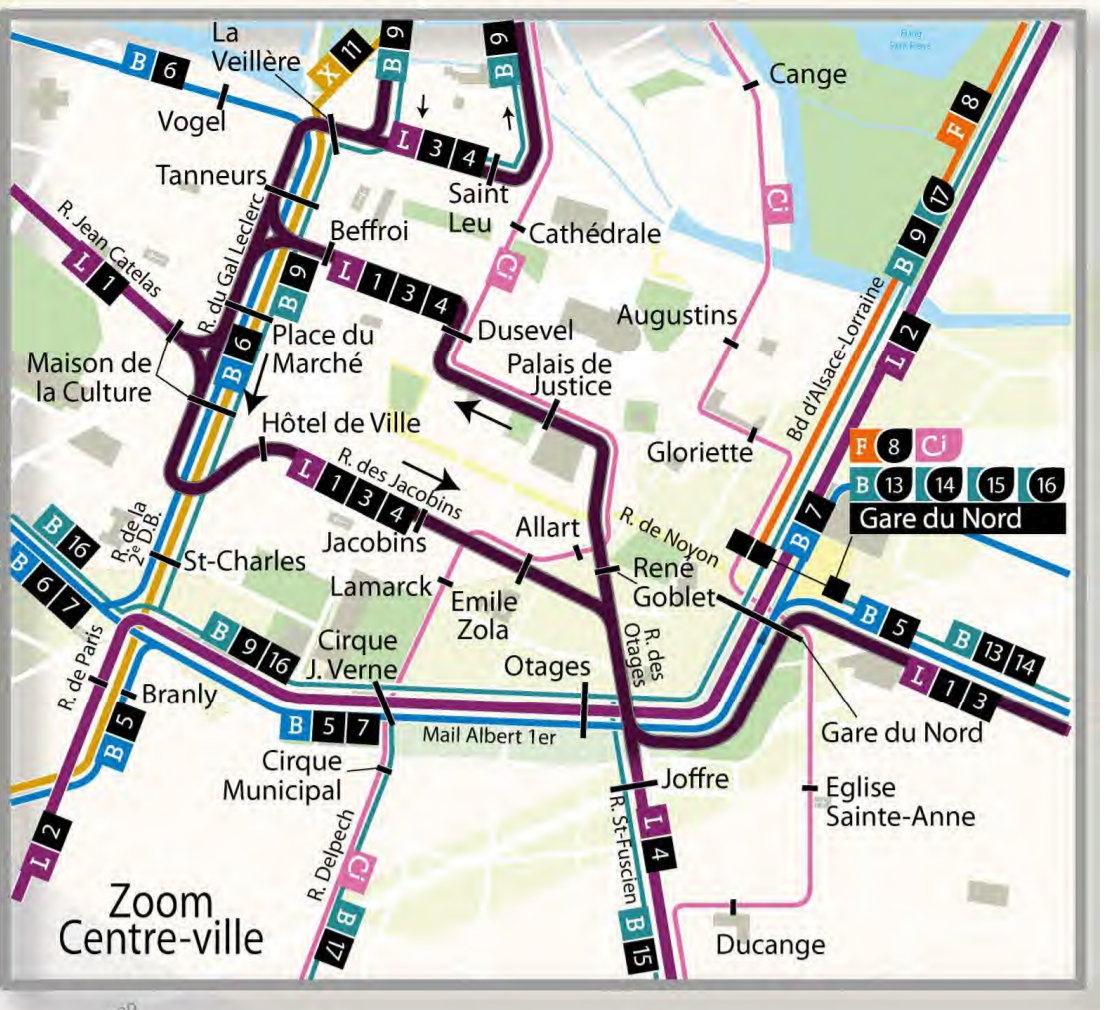 La
Veillère
X 11
B 9
B 9
B 6
Vogel
Cange
F 8
L 3 4
Tanneurs
Saint
Leu
Ci
B 9 17
R. Jean Catelas
L 1
R. du Gal Leclerc
Beffroi
Cathédrale
L 1 3 4
Ci
B 9
Augustins
Bd d'Alsace-Lorraine
Place du
Marché
Dusevel
L 2
B 6
Maison de
la Culture
Palais de
Justice
Hôtel de Ville
Gloriette
F 8 Ci
B 13 14 15 16
Gare du Nord
L 1 3 4
R. des Jacobins
B 7
B 16
R. de la
2e D.B.
Jacobins
Allart
R. de Noyon
B 6 7
St-Charles
Lamarck
Emile
Zola
René
Goblet
B 5
B 13 14
B 9 16
Cirque
J. Verne
Otages
R. des
Otages
L 1 3
R. de Paris
Branly
B 5
B 5 7
Mail Albert 1er
Gare du Nord
Cirque
Municipal
Joffre
Eglise
Sainte-Anne
L 2
R. Delpech
Ci
R. St-Fuscien
L 4
B 17
B 15
Ducange
Zoom
Centre-ville